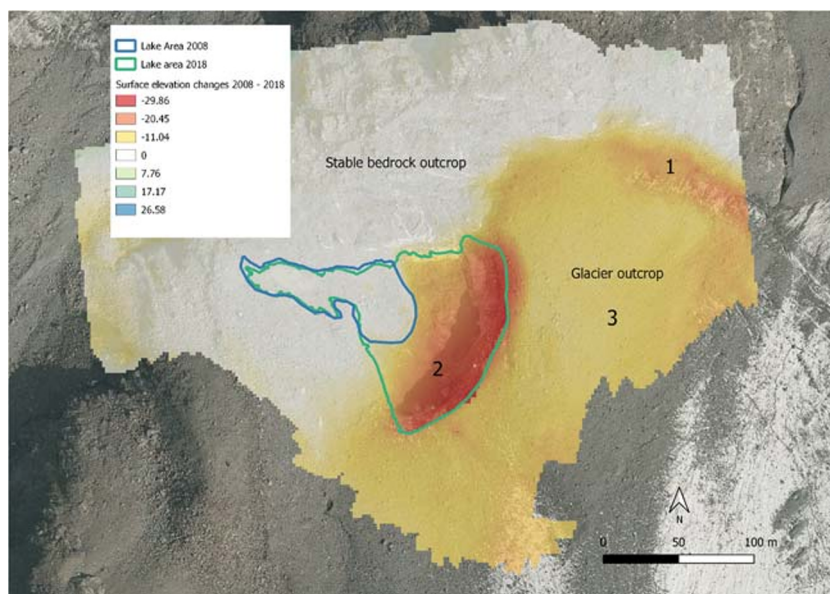 Lake Area 2008
Lake area 2018
Surface elevation changes 2008 - 2018
-29.86
-20.45
-11.04
0
7.76
17.17
26.58
Stable bedrock outcrop
1
Glacier outcrop
3
2
N
0 50 100 m